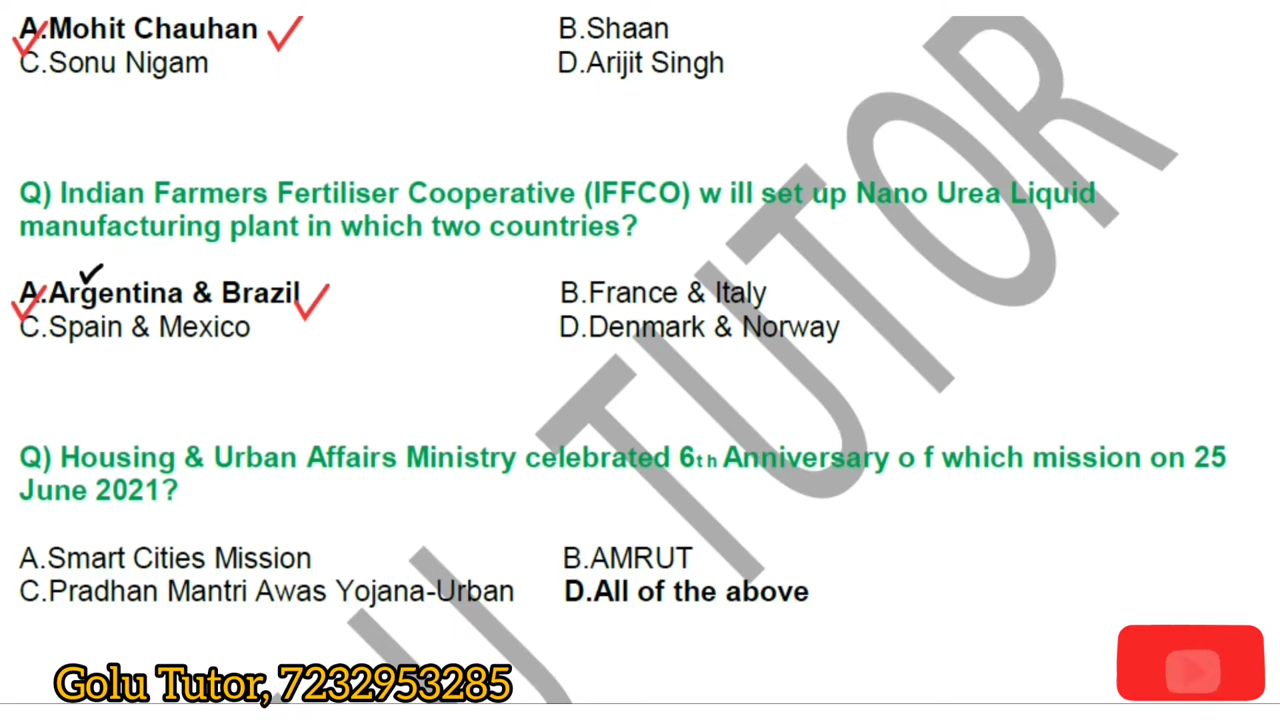 A.Mohit Chauhan B.Shaan
C.Sonu Nigam D.Arijit Singh
Q) Indian Farmers Fertiliser Cooperative (IFFCO) w ill set up Nano Urea Liquid
manufacturing plant in which two countries?
A.Argentina & Brazil B.France & Italy
C.Spain & Mexico D.Denmark & Norway
Q) Housing & Urban Affairs Ministry celebrated 6th Anniversary o f which mission on 25
June 2021?
A.Smart Cities Mission B.AMRUT
C.Pradhan Mantri Awas Yojana-Urban D.All of the above
U TUTOR
Golu Tutor, 7232953285